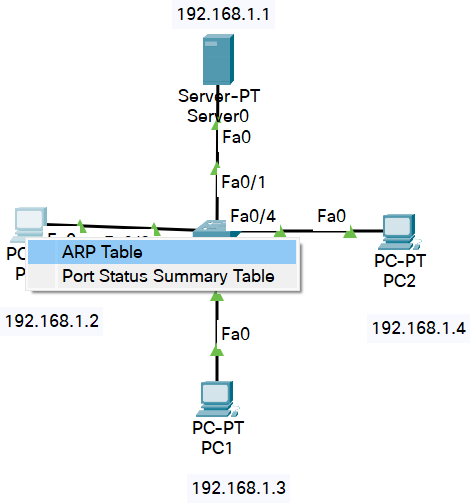 192.168.1.1
Server-PT
Server0
Fa0
Fa0/1
Fa0/4
Fa0
ARP Table
Port Status Summary Table
PC-PT
PC2
192.168.1.2
192.168.1.4
Fa0
PC-PT
PC1
192.168.1.3